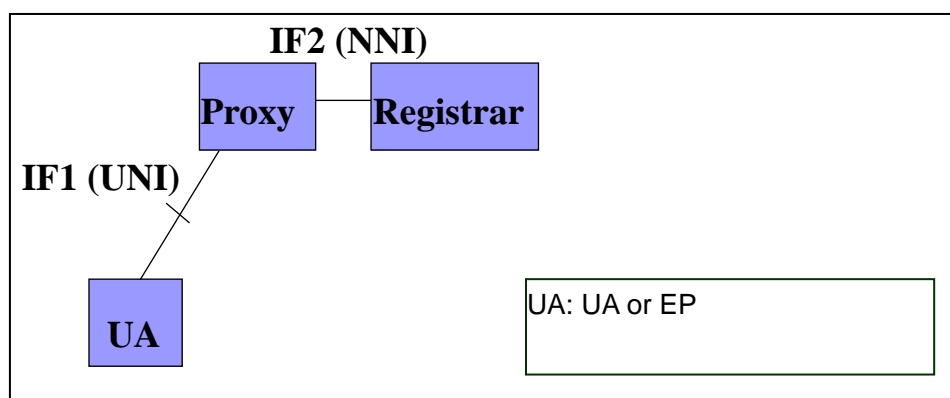 IF2 (NNI)
Proxy
Registrar
IF1 (UNI)
UA
UA: UA or EP